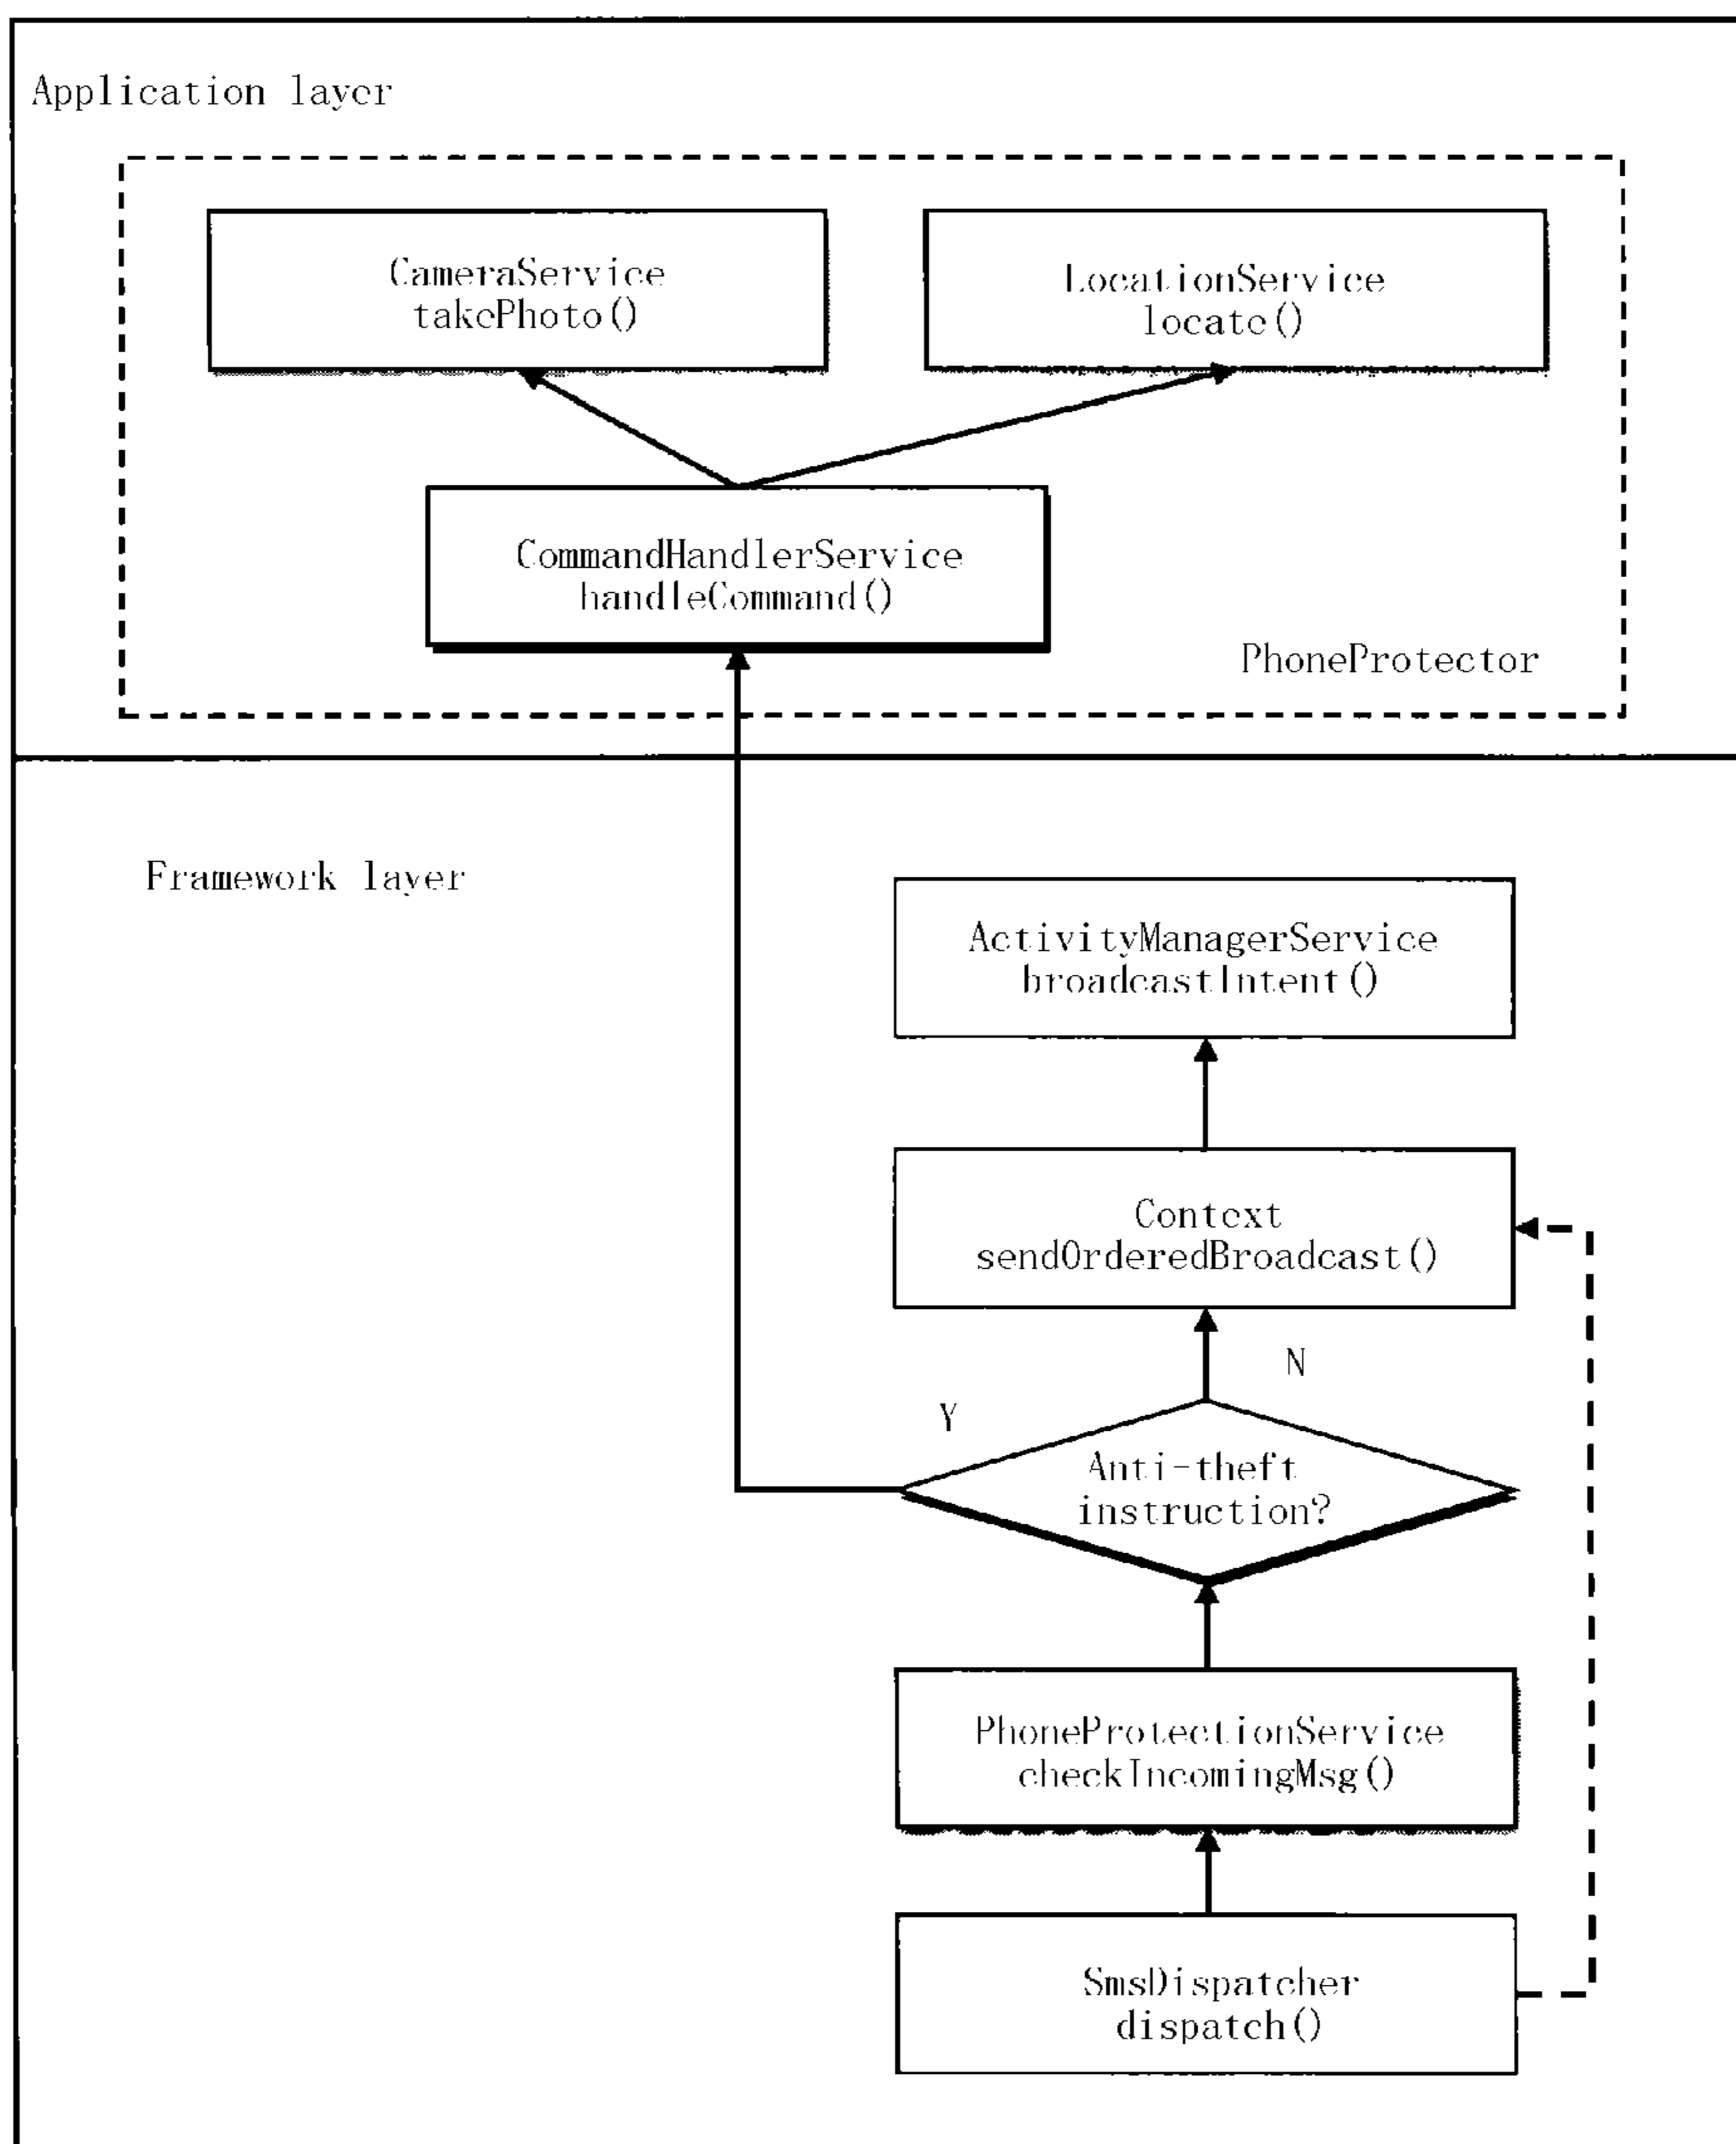 Application layer
CameraService
takePhoto()
LocationService
locate()
CommandHandlerService
handleCommand()
PhoneProtector
Framework layer
ActivityManagerService
broadcastIntent()
Context
sendOrderedBroadcast()
N
Y
Anti-theft
instruction?
PhoneProtectionService
checkIncomingMsg()
SmsDispatcher
dispatch()